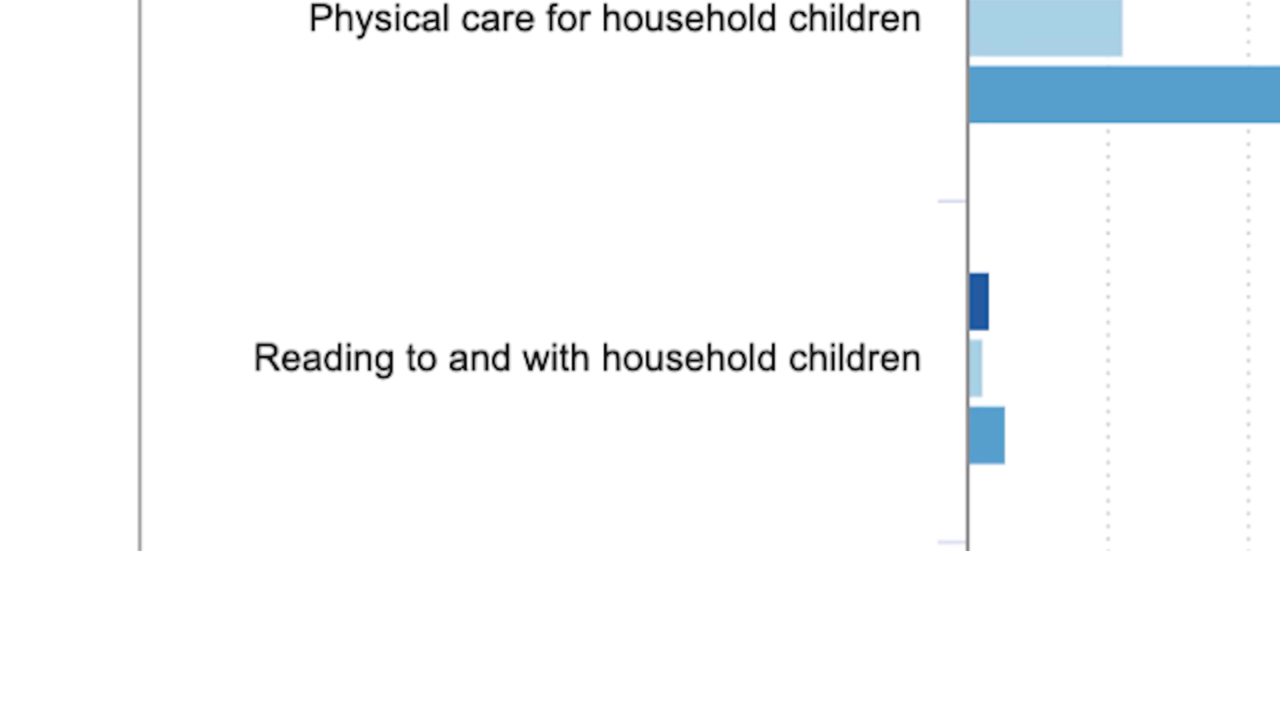 Physical care for household children
Reading to and with household children